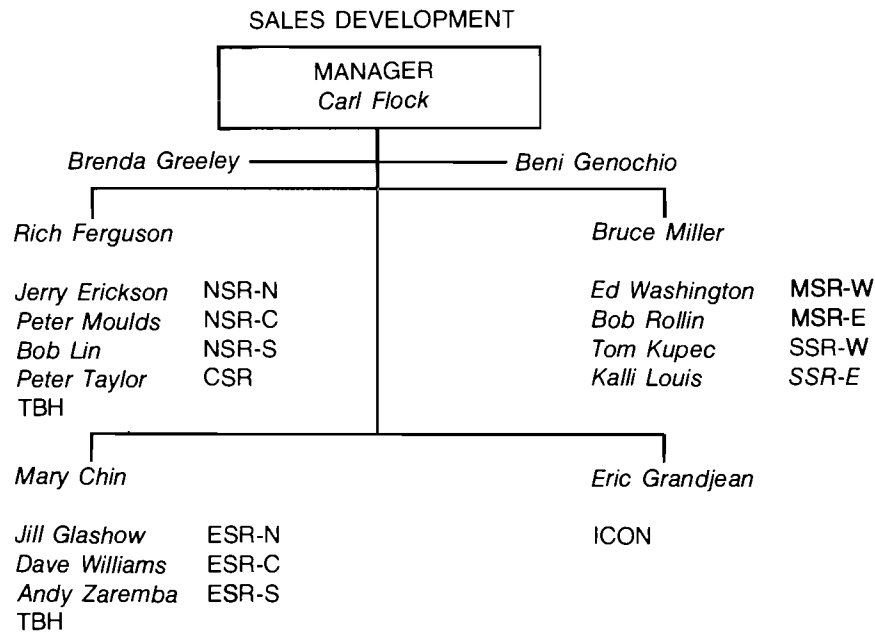 SALES DEVELOPMENT
MANAGER
Carl Flock
Brenda Greeley
Beni Genochio
Rich Ferguson
Jerry Erickson NSR-N
Peter Moulds NSR-C
Bob Lin NSR-S
Peter Taylor CSR
TBH
Bruce Miller
Ed Washington MSR-W
Bob Rollin MSR-E
Tom Kupec SSR-W
Kalli Louis SSR-E
Mary Chin
Jill Glashow ESR-N
Dave Williams ESR-C
Andy Zaremba ESR-S
TBH
Eric Grandjean
ICON